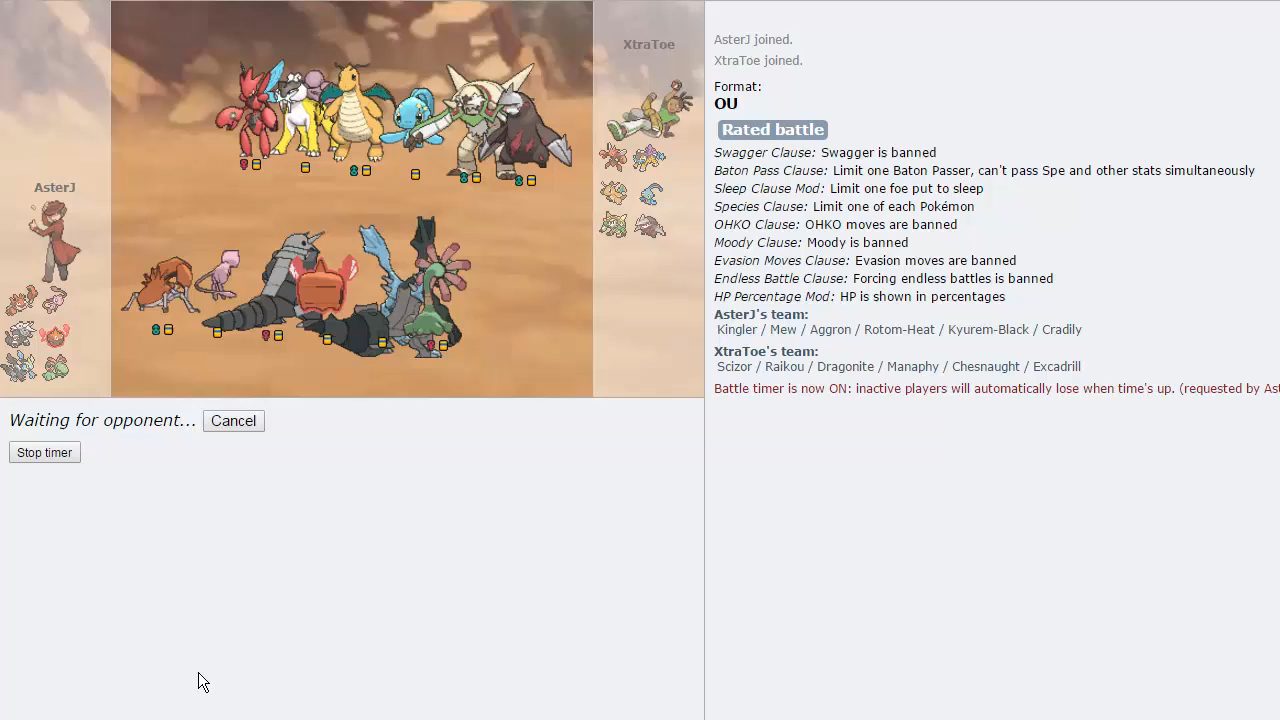 AsterJ
XtraToe
Waiting for opponent... Cancel
Stop timer
AsterJ joined.
XtraToe joined.
Format:
OU
Rated battle
Swagger Clause: Swagger is banned
Baton Pass Clause: Limit one Baton Passer, can't pass Spe and other stats simultaneously
Sleep Clause Mod: Limit one foe put to sleep
Species Clause: Limit one of each Pokémon
OHKO Clause: OHKO moves are banned
Moody Clause: Moody is banned
Evasion Moves Clause: Evasion moves are banned
Endless Battle Clause: Forcing endless battles is banned
HP Percentage Mod: HP is shown in percentages
AsterJ's team:
Kingler / Mew / Aggron / Rotom-Heat / Kyurem-Black / Cradily
XtraToe's team:
Scizor / Raikou / Dragonite / Manaphy / Chesnaught / Excadrill
Battle timer is now ON: inactive players will automatically lose when time's up. (requested by Ast